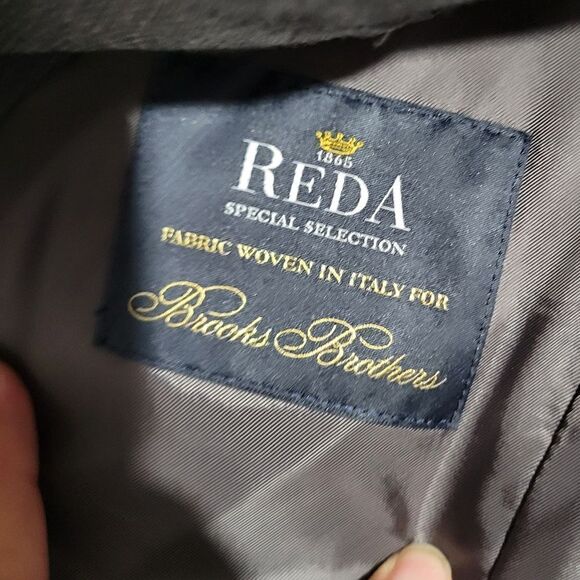 1865
REDA
SPECIAL SELECTION
FABRIC WOVEN IN ITALY FOR
Brooks Brothers